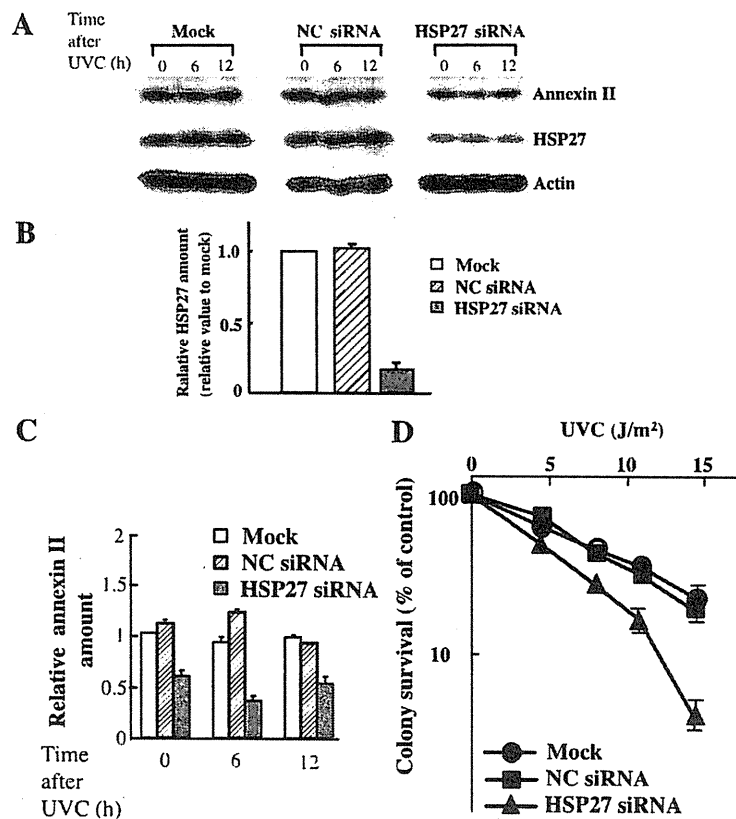 A
Time
after
UVC (h)
Mock
NC siRNA
HSP27 siRNA
0 6 12
0 6 12
0 6 12
Annexin II
HSP27
Actin
B
Ralative HSP27 amount
(relative value to mock)
1.0
0.5
0
Mock
NC siRNA
HSP27 siRNA
C
Relative annexin II
amount
2
1.5
1
0.5
0
Mock
NC siRNA
HSP27 siRNA
Time
after
UVC (h)
0 6 12
D
UVC (J/m²)
0 5 10 15
Colony survival (% of control)
100
10
Mock
NC siRNA
HSP27 siRNA